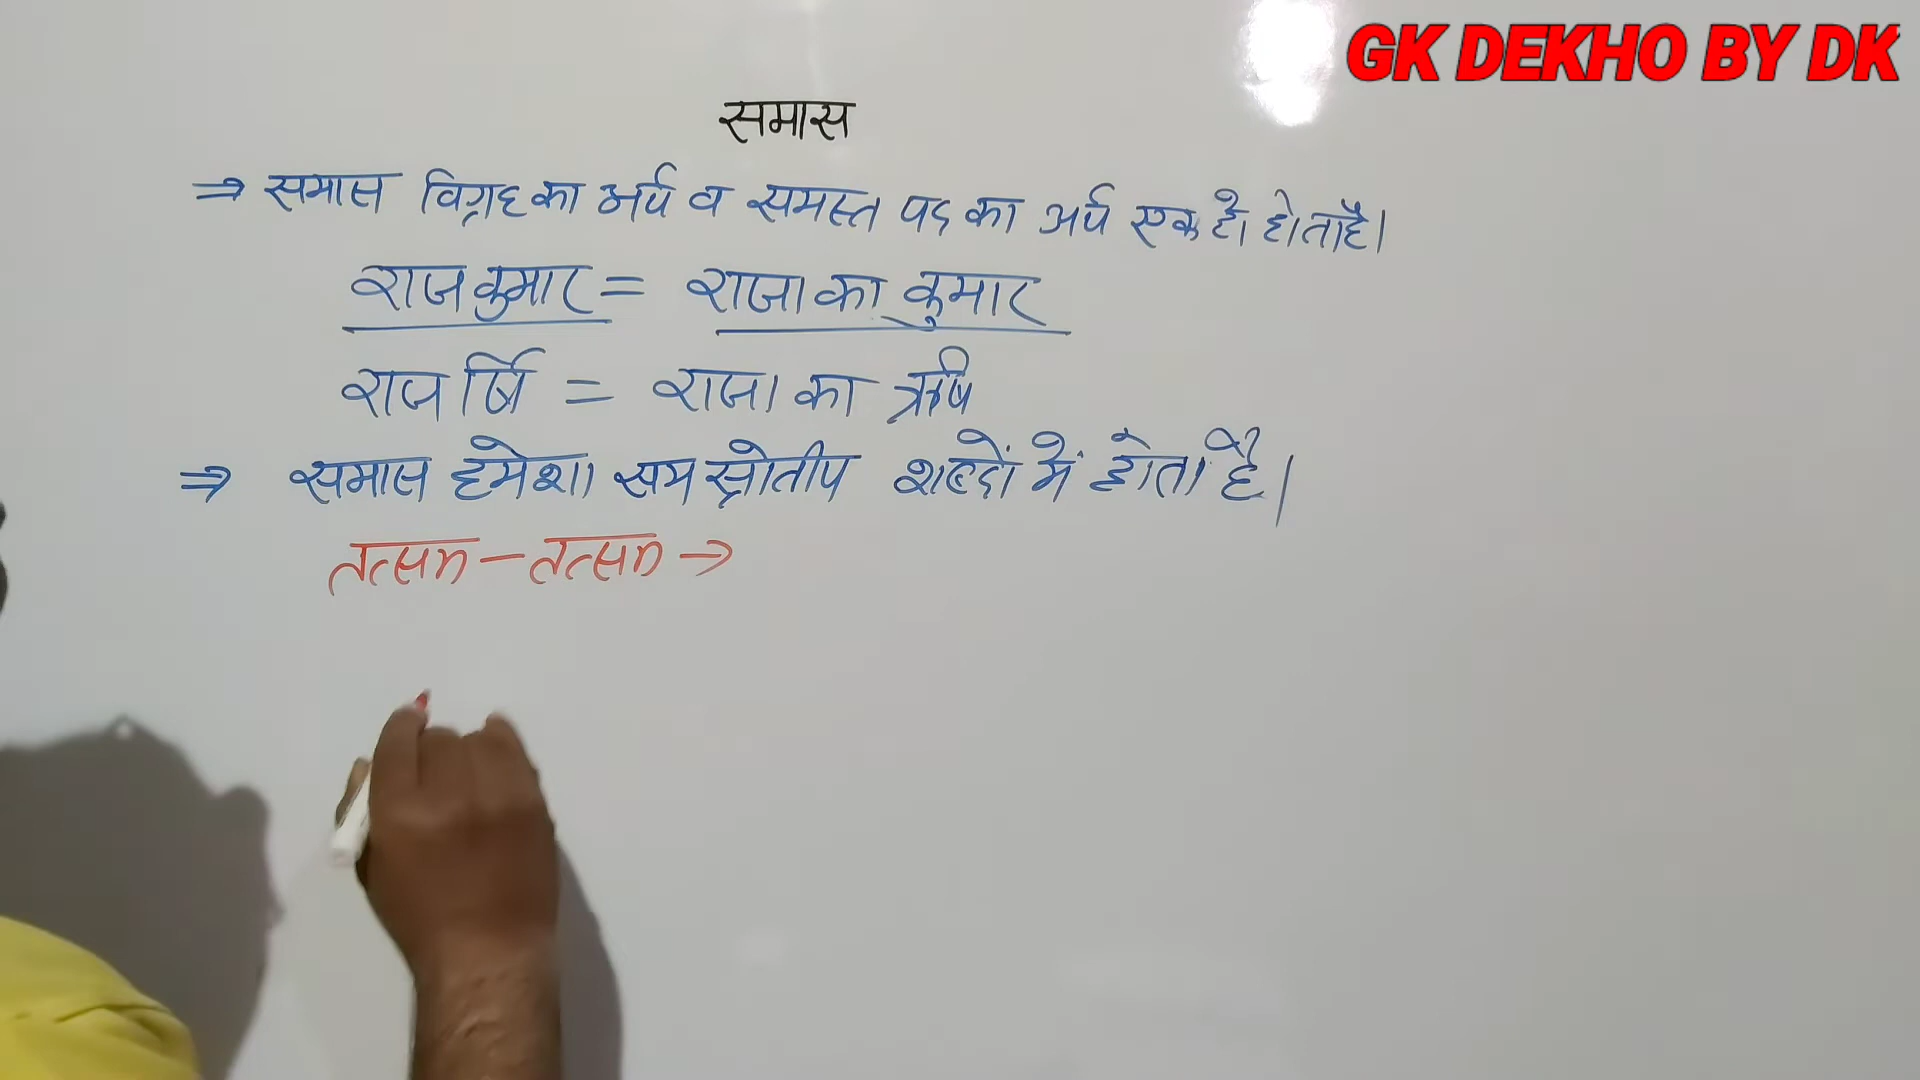 GK DEKHO BY DK
समास
⇒ समास विग्रह का अर्थ व समस्त पद का अर्थ एक ही होता है।
राजकुमार = राजा का कुमार
राजर्षि = राजा का ऋषि
⇒ समास हमेशा सम स्रोतीय शब्दों में होता है।
तत्सम - तत्सम →